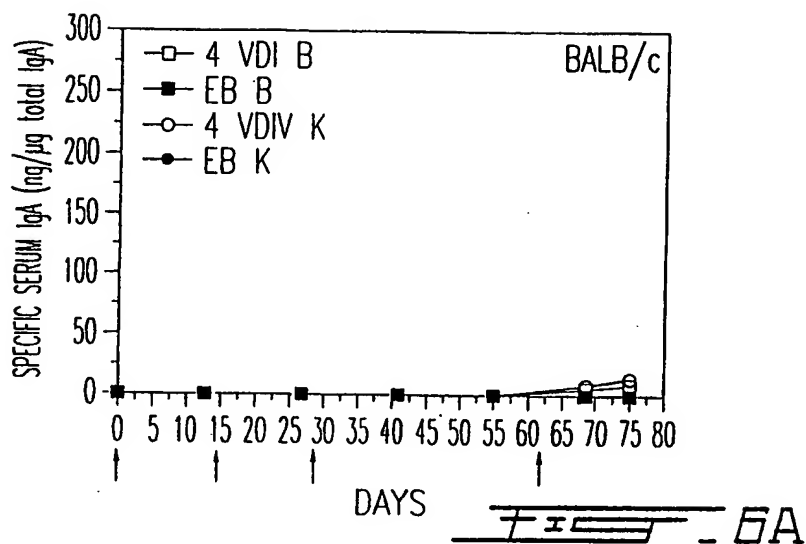 300
250
200
150
100
50
0
SPECIFIC SERUM IgA (ng/μg total IgA)
4 VDI B
EB B
4 VDIV K
EB K
BALB/c
0 5 10 15 20 25 30 35 40 45 50 55 60 65 70 75 80
DAYS
FIG. 6A